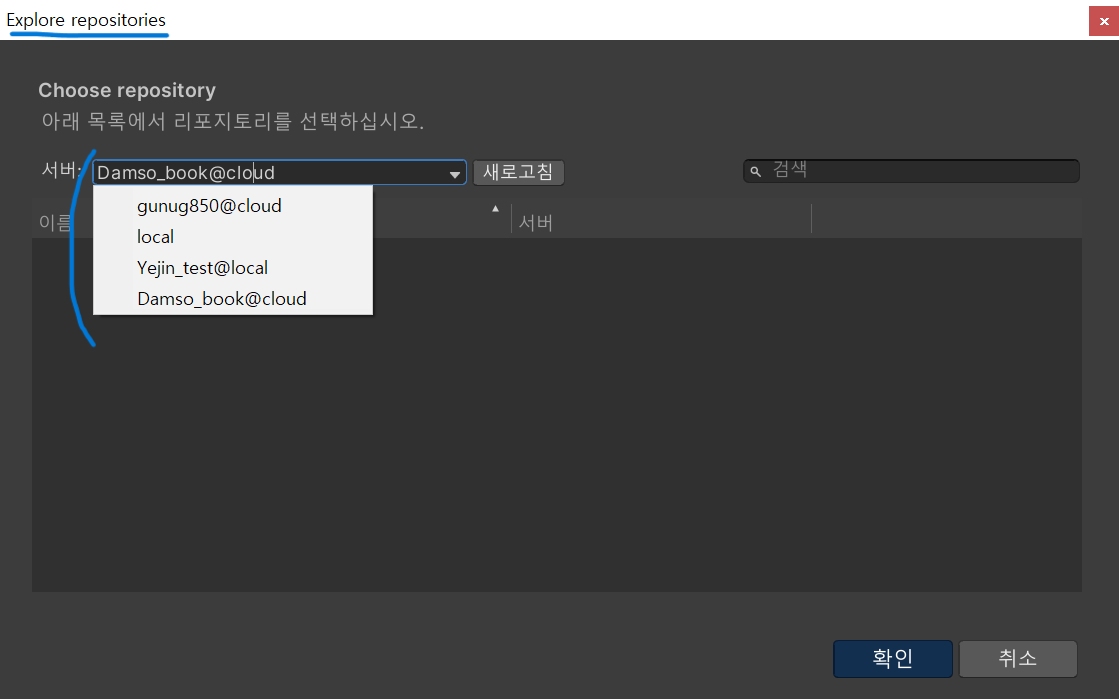 Explore repositories
×
Choose repository
아래 목록에서 리포지토리를 선택하십시오.
서버: Damso_book@cloud 새로고침 검색
이름 서버
gunug850@cloud
local
Yejin_test@local
Damso_book@cloud
확인 취소